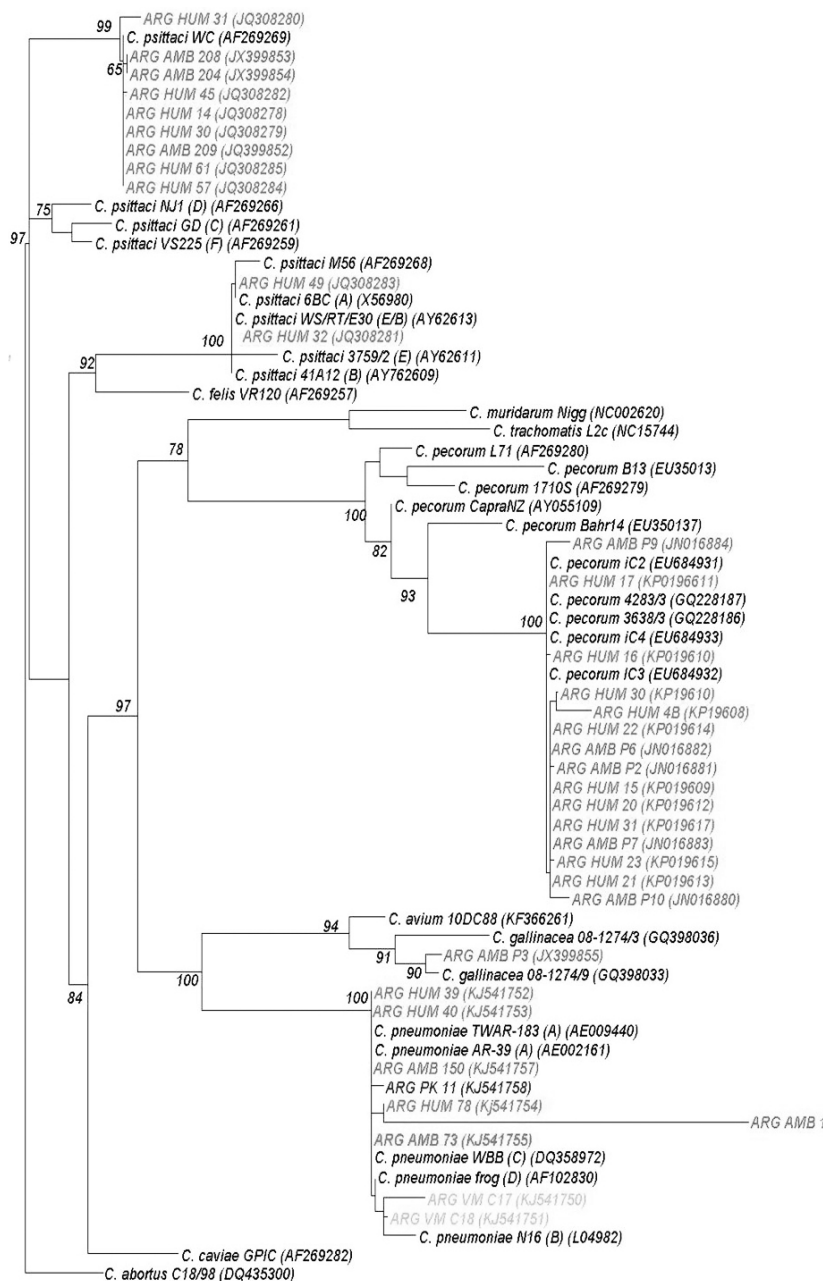 ARG HUM 31 (JQ308280)
99
C. psittaci WC (AF269269)
ARG AMB 208 (JX399853)
65
ARG AMB 204 (JX399854)
ARG HUM 45 (JQ308282)
ARG HUM 14 (JQ308278)
ARG HUM 30 (JQ308279)
ARG AMB 209 (JQ399852)
ARG HUM 61 (JQ308285)
ARG HUM 57 (JQ308284)
C. psittaci NJ1 (D) (AF269266)
75
C. psittaci GD (C) (AF269261)
97
C. psittaci VS225 (F) (AF269259)
C. psittaci M56 (AF269268)
ARG HUM 49 (JQ308283)
C. psittaci 6BC (A) (X56980)
C. psittaci WS/RT/E30 (E/B) (AY62613)
100
ARG HUM 32 (JQ308281)
C. psittaci 3759/2 (E) (AY62611)
92
C. psittaci 41A12 (B) (AY762609)
C. felis VR120 (AF269257)
C. muridarum Nigg (NC002620)
C. trachomatis L2c (NC15744)
78
C. pecorum L71 (AF269280)
C. pecorum B13 (EU35013)
C. pecorum 1710S (AF269279)
100
C. pecorum CapraNZ (AY055109)
C. pecorum Bahr14 (EU350137)
82
ARG AMB P9 (JN016884)
C. pecorum iC2 (EU684931)
93
ARG HUM 17 (KP0196611)
C. pecorum 4283/3 (GQ228187)
C. pecorum 3638/3 (GQ228186)
100
C. pecorum iC4 (EU684933)
ARG HUM 16 (KP019610)
C. pecorum iC3 (EU684932)
ARG HUM 30 (KP19610)
97
ARG HUM 4B (KP19608)
ARG HUM 22 (KP019614)
ARG AMB P6 (JN016882)
ARG AMB P2 (JN016881)
ARG HUM 15 (KP019609)
ARG HUM 20 (KP019612)
ARG HUM 31 (KP019617)
ARG AMB P7 (JN016883)
ARG HUM 23 (KP019615)
ARG HUM 21 (KP019613)
ARG AMB P10 (JN016880)
C. avium 10DC88 (KF366261)
94
C. gallinacea 08-1274/3 (GQ398036)
91
ARG AMB P3 (JX399855)
90
C. gallinacea 08-1274/9 (GQ398033)
100
84
ARG HUM 39 (KJ541752)
100
ARG HUM 40 (KJ541753)
C. pneumoniae TWAR-183 (A) (AE009440)
C. pneumoniae AR-39 (A) (AE002161)
ARG AMB 150 (KJ541757)
ARG PK 11 (KJ541758)
ARG HUM 78 (Kj541754)
ARG AMB 1
ARG AMB 73 (KJ541755)
C. pneumoniae WBB (C) (DQ358972)
C. pneumoniae frog (D) (AF102830)
ARG VM C17 (KJ541750)
ARG VM C18 (KJ541751)
C. pneumoniae N16 (B) (L04982)
C. caviae GPIC (AF269282)
C. abortus C18/98 (DQ435300)